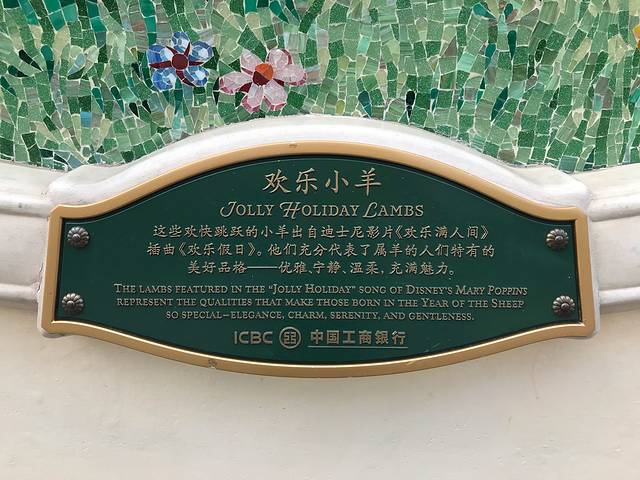 欢乐小羊
JOLLY HOLIDAY LAMBS
这些欢快跳跃的小羊出自迪士尼影片《欢乐满人间》
插曲《欢乐假日》。他们充分代表了属羊的人们特有的
美好品格——优雅、宁静、温柔，充满魅力。
THE LAMBS FEATURED IN THE "JOLLY HOLIDAY" SONG OF DISNEY'S MARY POPPINS
REPRESENT THE QUALITIES THAT MAKE THOSE BORN IN THE YEAR OF THE SHEEP
SO SPECIAL–ELEGANCE, CHARM, SERENITY, AND GENTLENESS.
ICBC 中国工商銀行